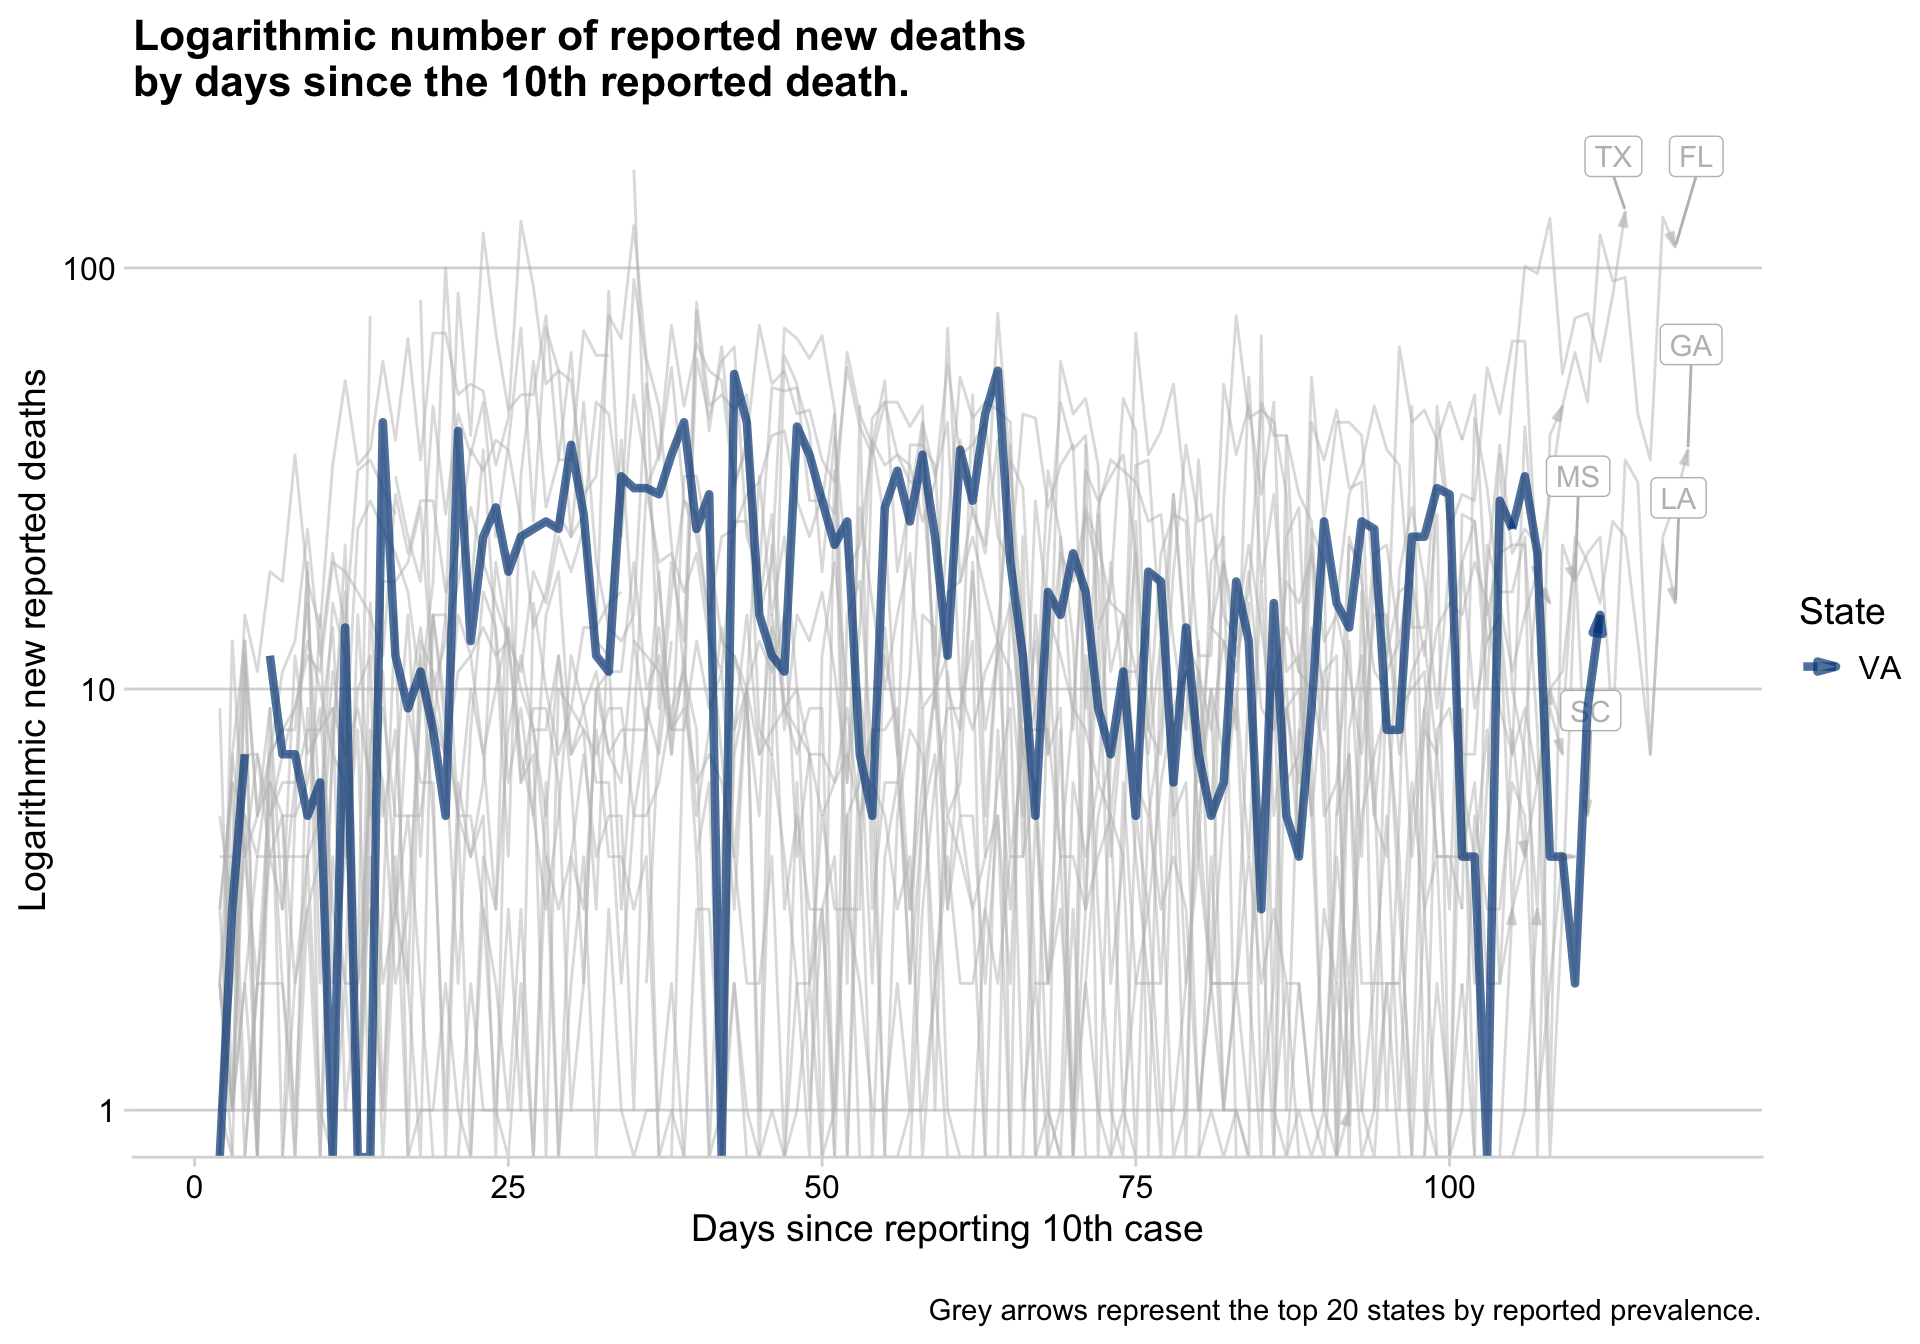 Logarithmic number of reported new deaths
by days since the 10th reported death.
TX
FL
100
GA
MS
LA
Logarithmic new reported deaths
State
VA
10
SC
1
0
25
50
75
100
Days since reporting 10th case
Grey arrows represent the top 20 states by reported prevalence.